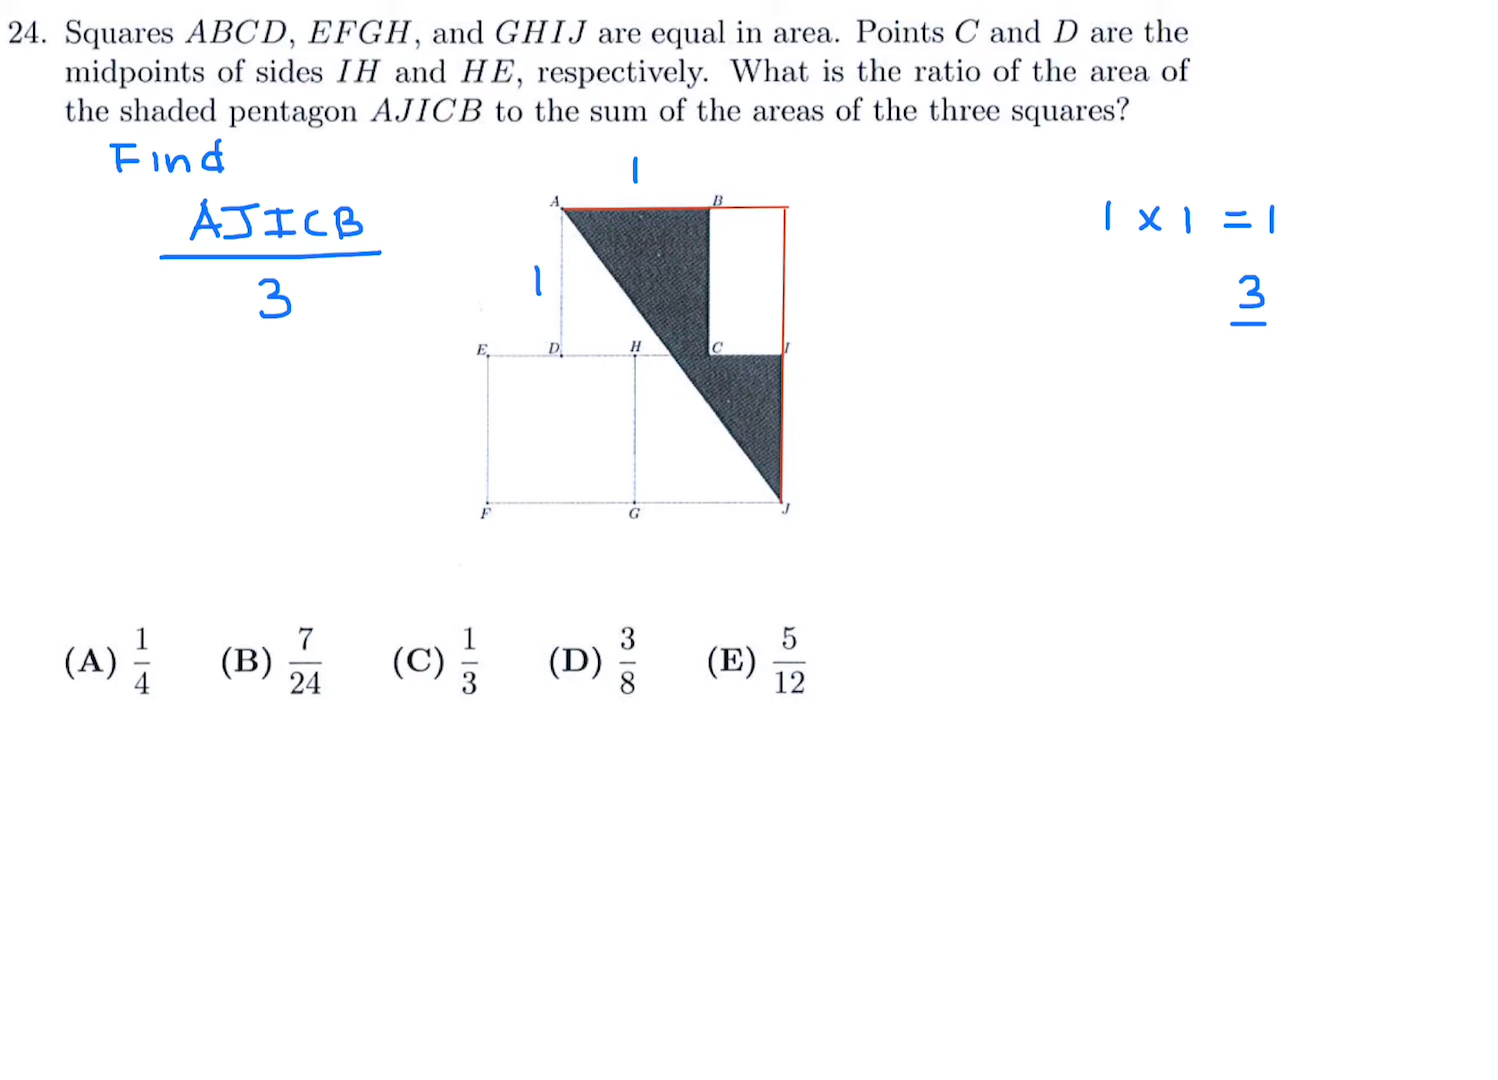 24. Squares ABCD, EFGH, and GHIJ are equal in area. Points C and D are the
midpoints of sides IH and HE, respectively. What is the ratio of the area of
the shaded pentagon AJICB to the sum of the areas of the three squares?
Find
AJICB
3
1
1
A
B
E
D
H
C
I
F
G
J
1 x 1 = 1
3
(A) 1/4 (B) 7/24 (C) 1/3 (D) 3/8 (E) 5/12